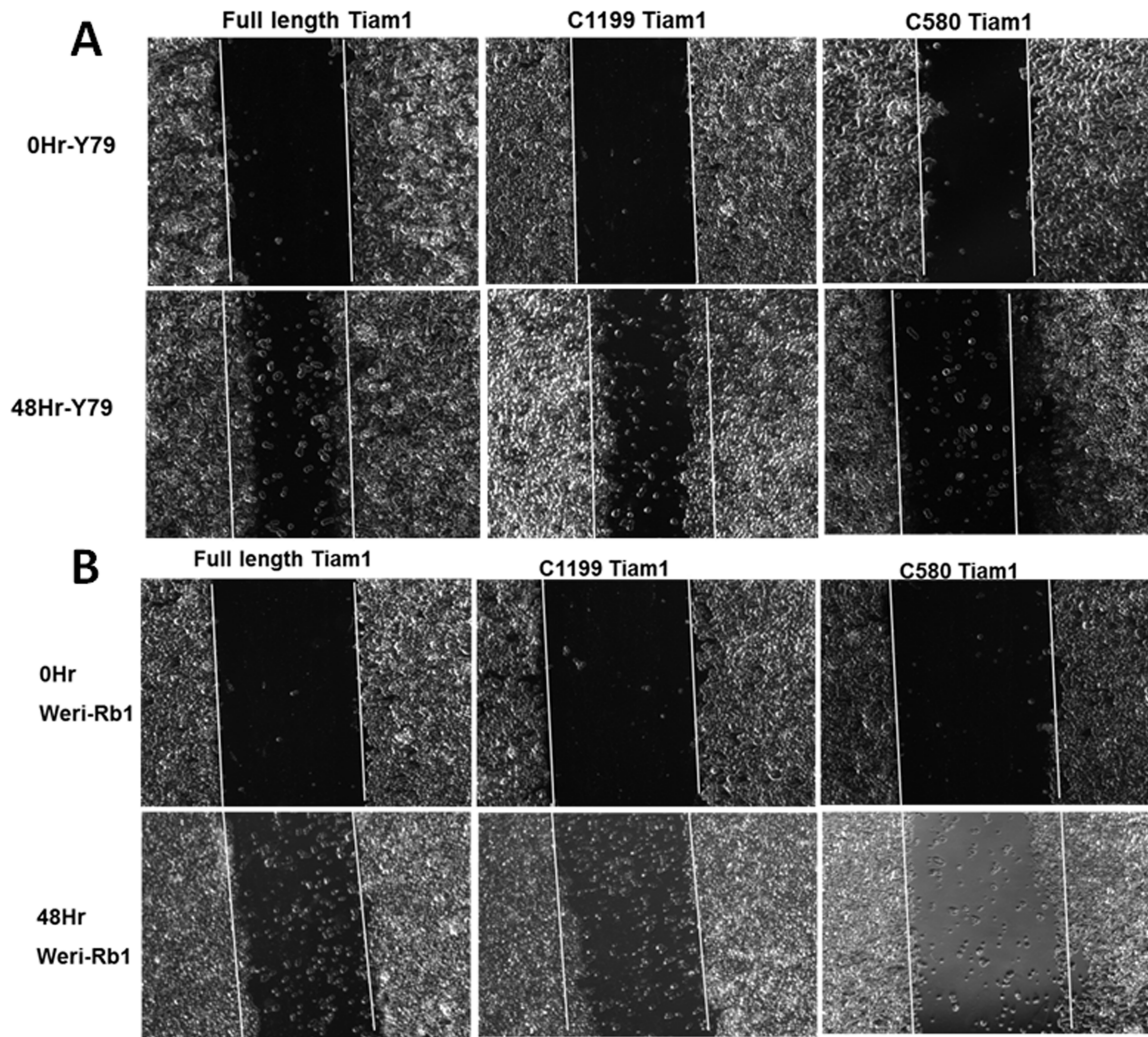 A
Full length Tiam1
C1199 Tiam1
C580 Tiam1
0Hr-Y79
48Hr-Y79
B
Full length Tiam1
C1199 Tiam1
C580 Tiam1
0Hr
Weri-Rb1
48Hr
Weri-Rb1